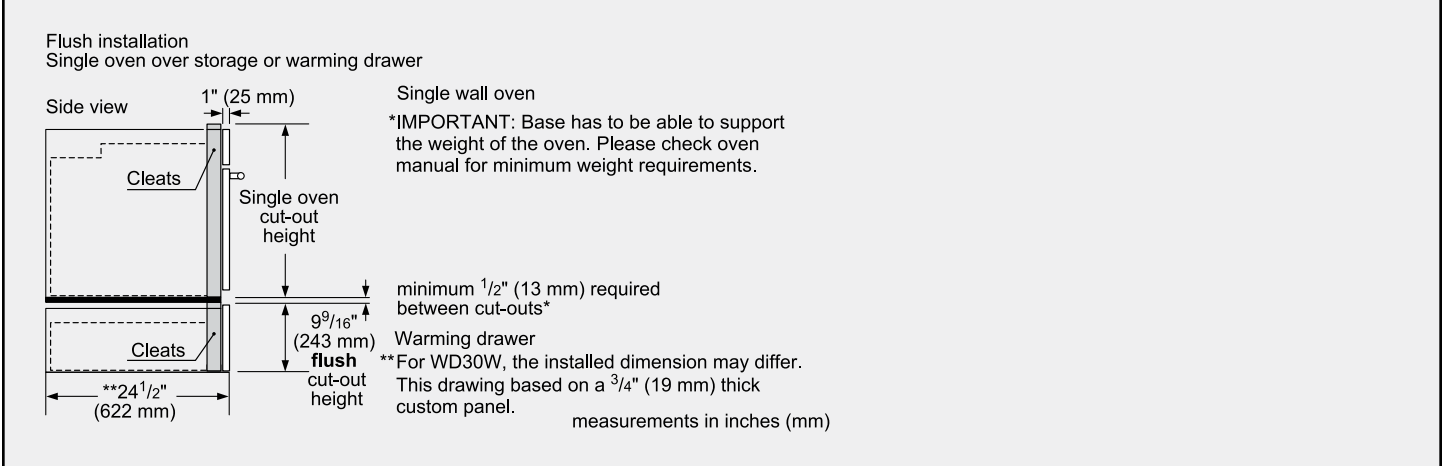 Flush installation
Single oven over storage or warming drawer
Side view
1" (25 mm)
Cleats
Single oven
cut-out
height
Single wall oven
*IMPORTANT: Base has to be able to support
the weight of the oven. Please check oven
manual for minimum weight requirements.
minimum 1/2" (13 mm) required
between cut-outs*
9 9/16"
(243 mm)
flush
cut-out
height
Cleats
**24 1/2"
(622 mm)
Warming drawer
**For WD30W, the installed dimension may differ.
This drawing based on a 3/4" (19 mm) thick
custom panel.
measurements in inches (mm)